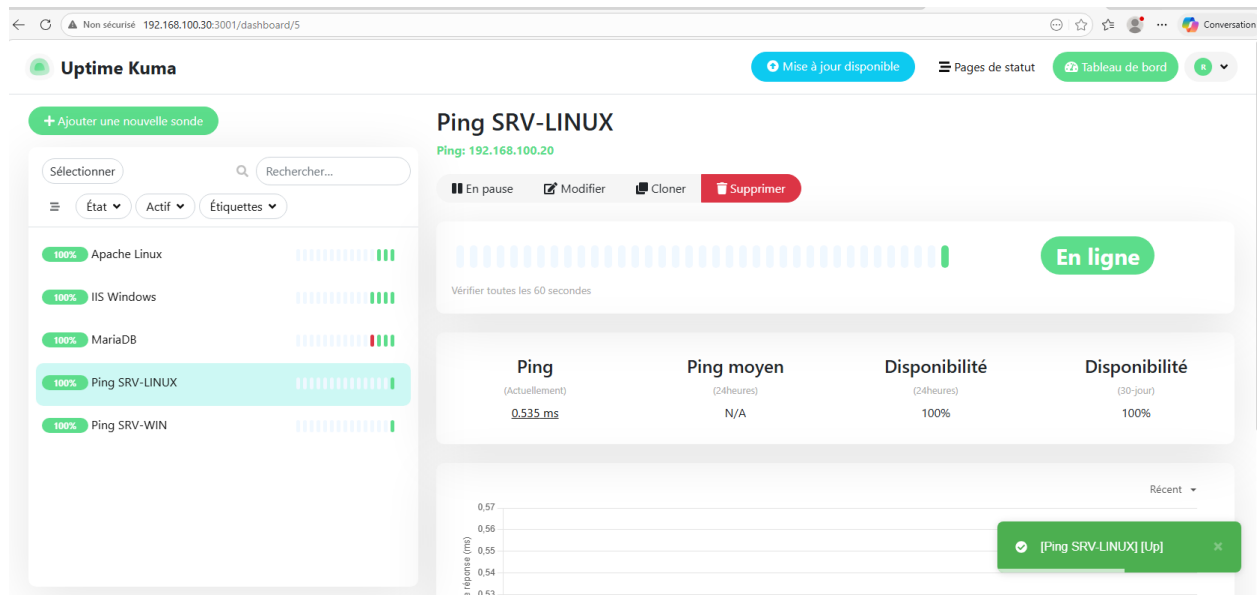 Non sécurisé 192.168.100.30:3001/dashboard/5
Conversation
Uptime Kuma
Mise à jour disponible
Pages de statut
Tableau de bord
R
+ Ajouter une nouvelle sonde
Sélectionner
Rechercher...
État
Actif
Étiquettes
100% Apache Linux
100% IIS Windows
100% MariaDB
100% Ping SRV-LINUX
100% Ping SRV-WIN
Ping SRV-LINUX
Ping: 192.168.100.20
En pause
Modifier
Cloner
Supprimer
En ligne
Vérifier toutes les 60 secondes
Ping
(Actuellement)
0.535 ms
Ping moyen
(24heures)
N/A
Disponibilité
(24heures)
100%
Disponibilité
(30-jour)
100%
Récent
0,57
0,56
0,55
0,54
0,53
réponse (ms)
[Ping SRV-LINUX] [Up]